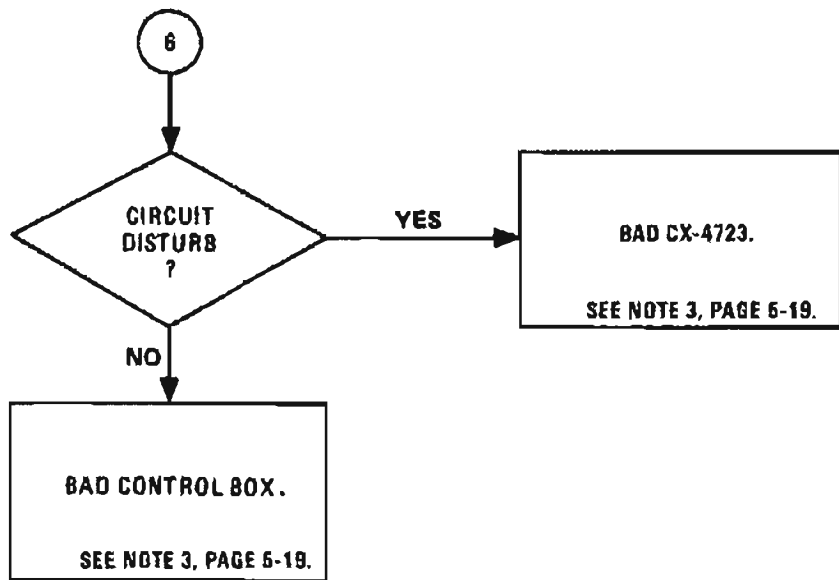 6
CIRCUIT
DISTURB
?
YES
BAD CX-4723.
SEE NOTE 3, PAGE 5-19.
NO
BAD CONTROL BOX.
SEE NOTE 3, PAGE 5-19.